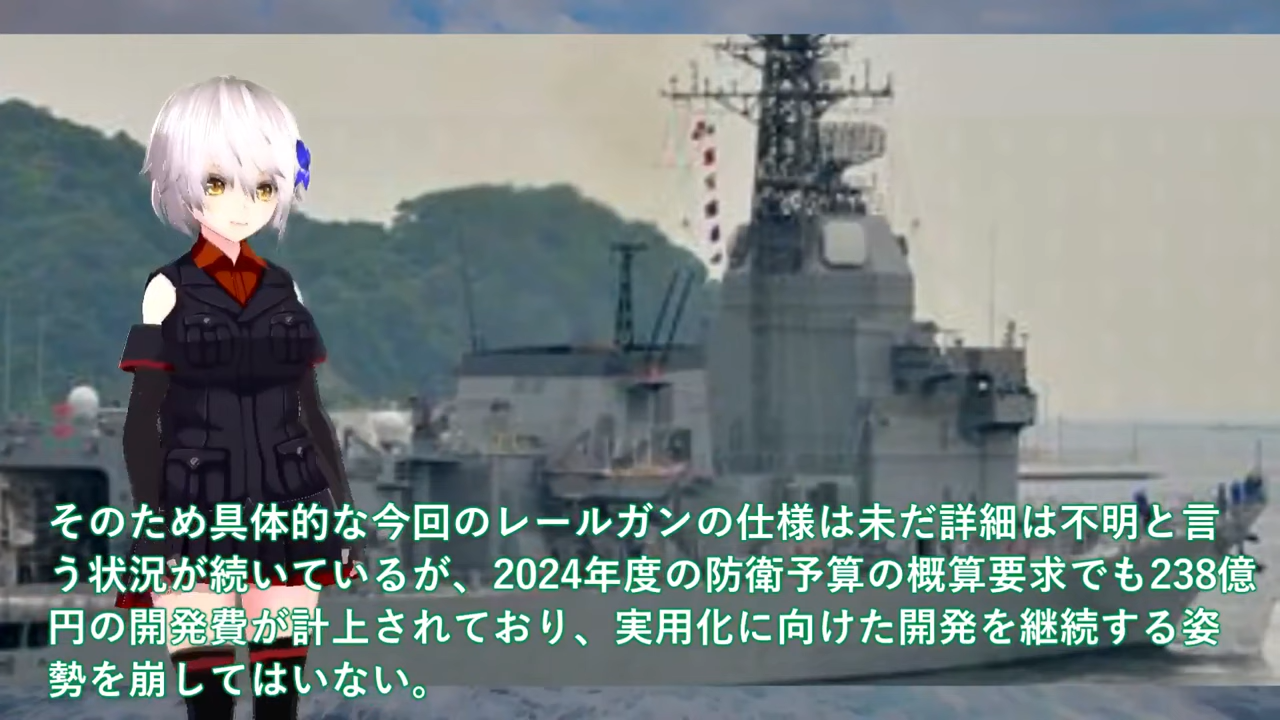 そのため具体的な今回のレールガンの仕様は未だ詳細は不明と言
う状況が続いているが、2024年度の防衛予算の概算要求でも238億
円の開発費が計上されており、実用化に向けた開発を継続する姿
勢を崩してはいない。